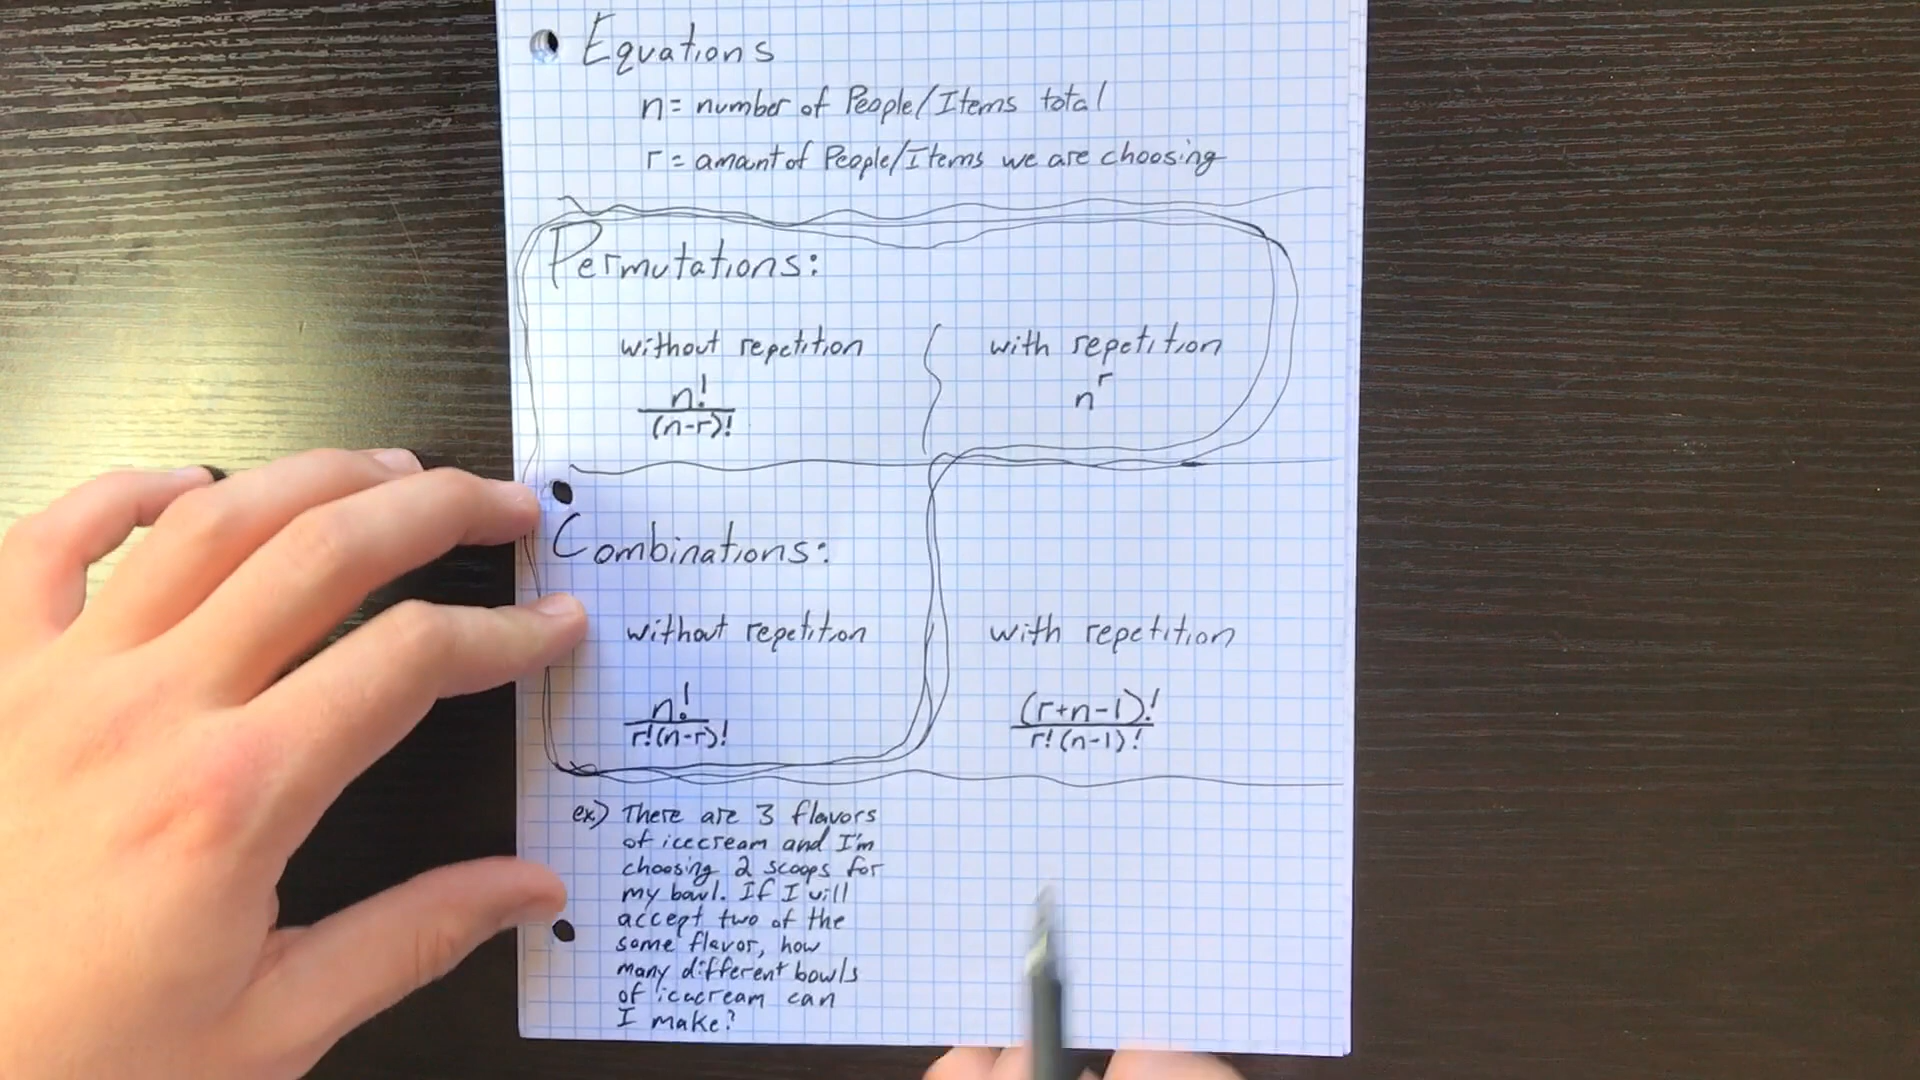 Equations
n = number of People/Items total
r = amant of People/Items we are choosing
Permutations:
without repetition
n!
(n-r)!
with repetition
n^r
Combinations:
without repetition
n!
r!(n-r)!
with repetition
(r+n-1)!
r!(n-1)!
ex) There are 3 flavors
of icecream and I'm
choosing 2 scoops for
my bowl. If I will
accept two of the
same flavor, how
many different bowls
of icecream can
I make?